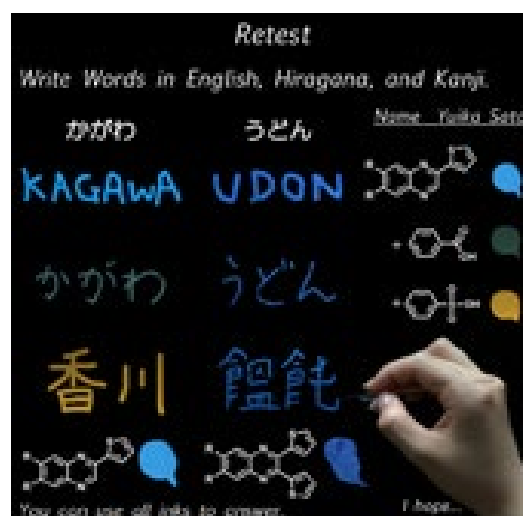 Retest
Write Words in English, Hiragana, and Kanji.
Name Yuika Sato
かがわ うどん
KAGAWA UDON
かがわ うどん
香川 饂飩
You can use all inks to answer.
I hope...